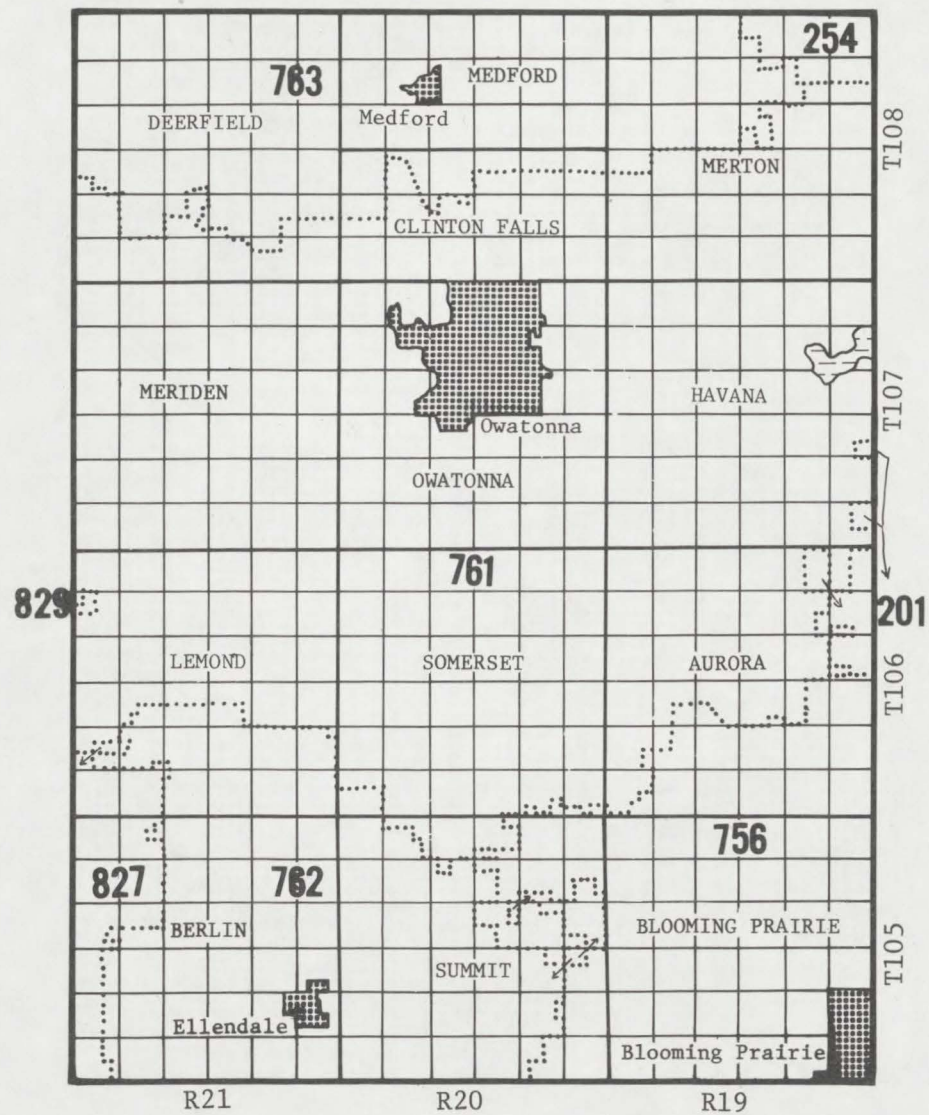 254
763
MEDFORD
Medford
DEERFIELD
T108
MERTON
CLINTON FALLS
MERIDEN
HAVANA
T107
Owatonna
OWATONNA
761
829
201
LEMOND
SOMERSET
AURORA
T106
756
827
762
BERLIN
BLOOMING PRAIRIE
T105
SUMMIT
Ellendale
Blooming Prairie
R21
R20
R19